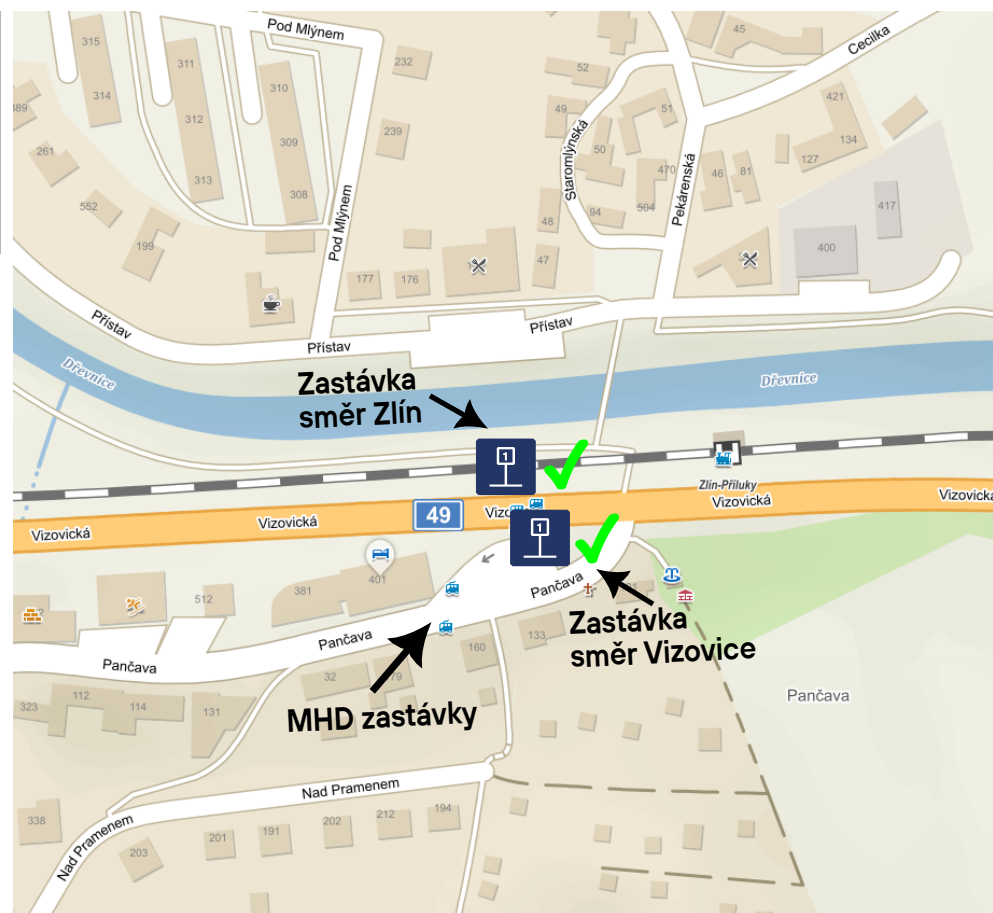 Pod Mlýnem
45
Cecilka
315
311
232
52
310
314
421
389
49
51
312
Staromlýnská
239
134
309
50
261
127
470
46
81
313
308
Pod Mlýnem
Pekárenská
552
504
417
94
48
199
400
47
177
176
Přístav
Přístav
Přístav
Dřevnice
Dřevnice
Zastávka
směr Zlín
1
Zlín-Příluky
Vizovická
Vizovická
Vizovická
Vizovická
49
1
401
381
512
Pančava
Pančava
Pančava
Zastávka
směr Vizovice
133
160
32
112
114
131
323
MHD zastávky
Pančava
Nad Pramenem
338
Nad Pramenem
203
201
191
202
212
194